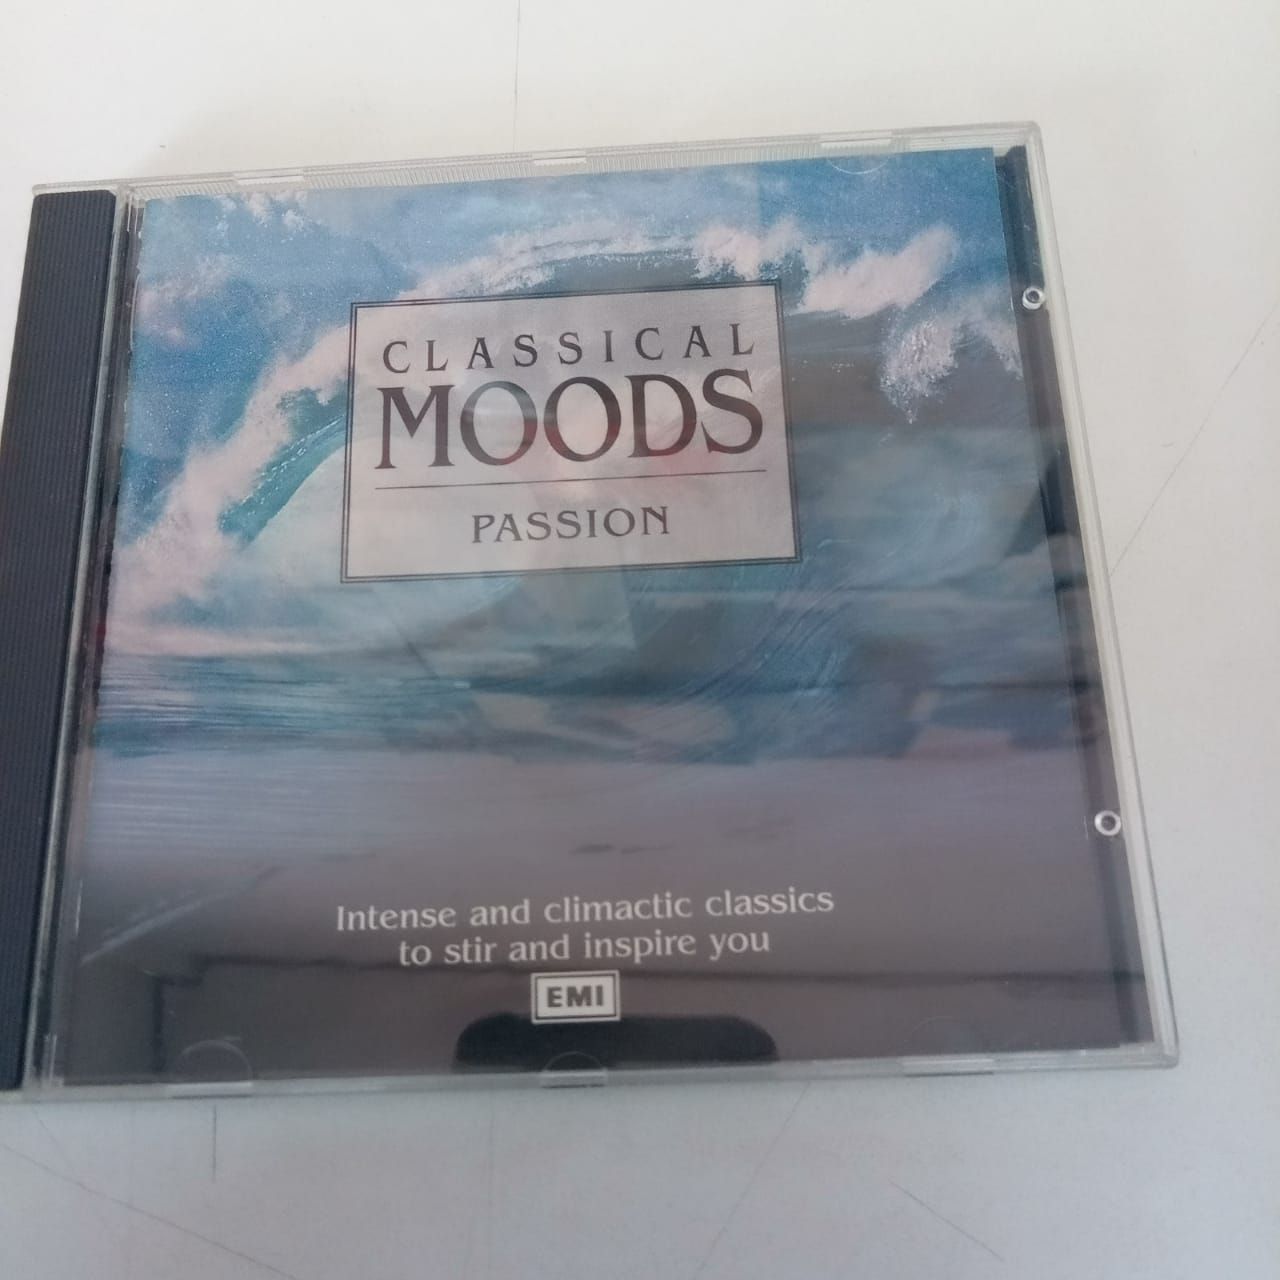 CLASSICAL
MOODS
PASSION
Intense and climactic classics
to stir and inspire you
EMI